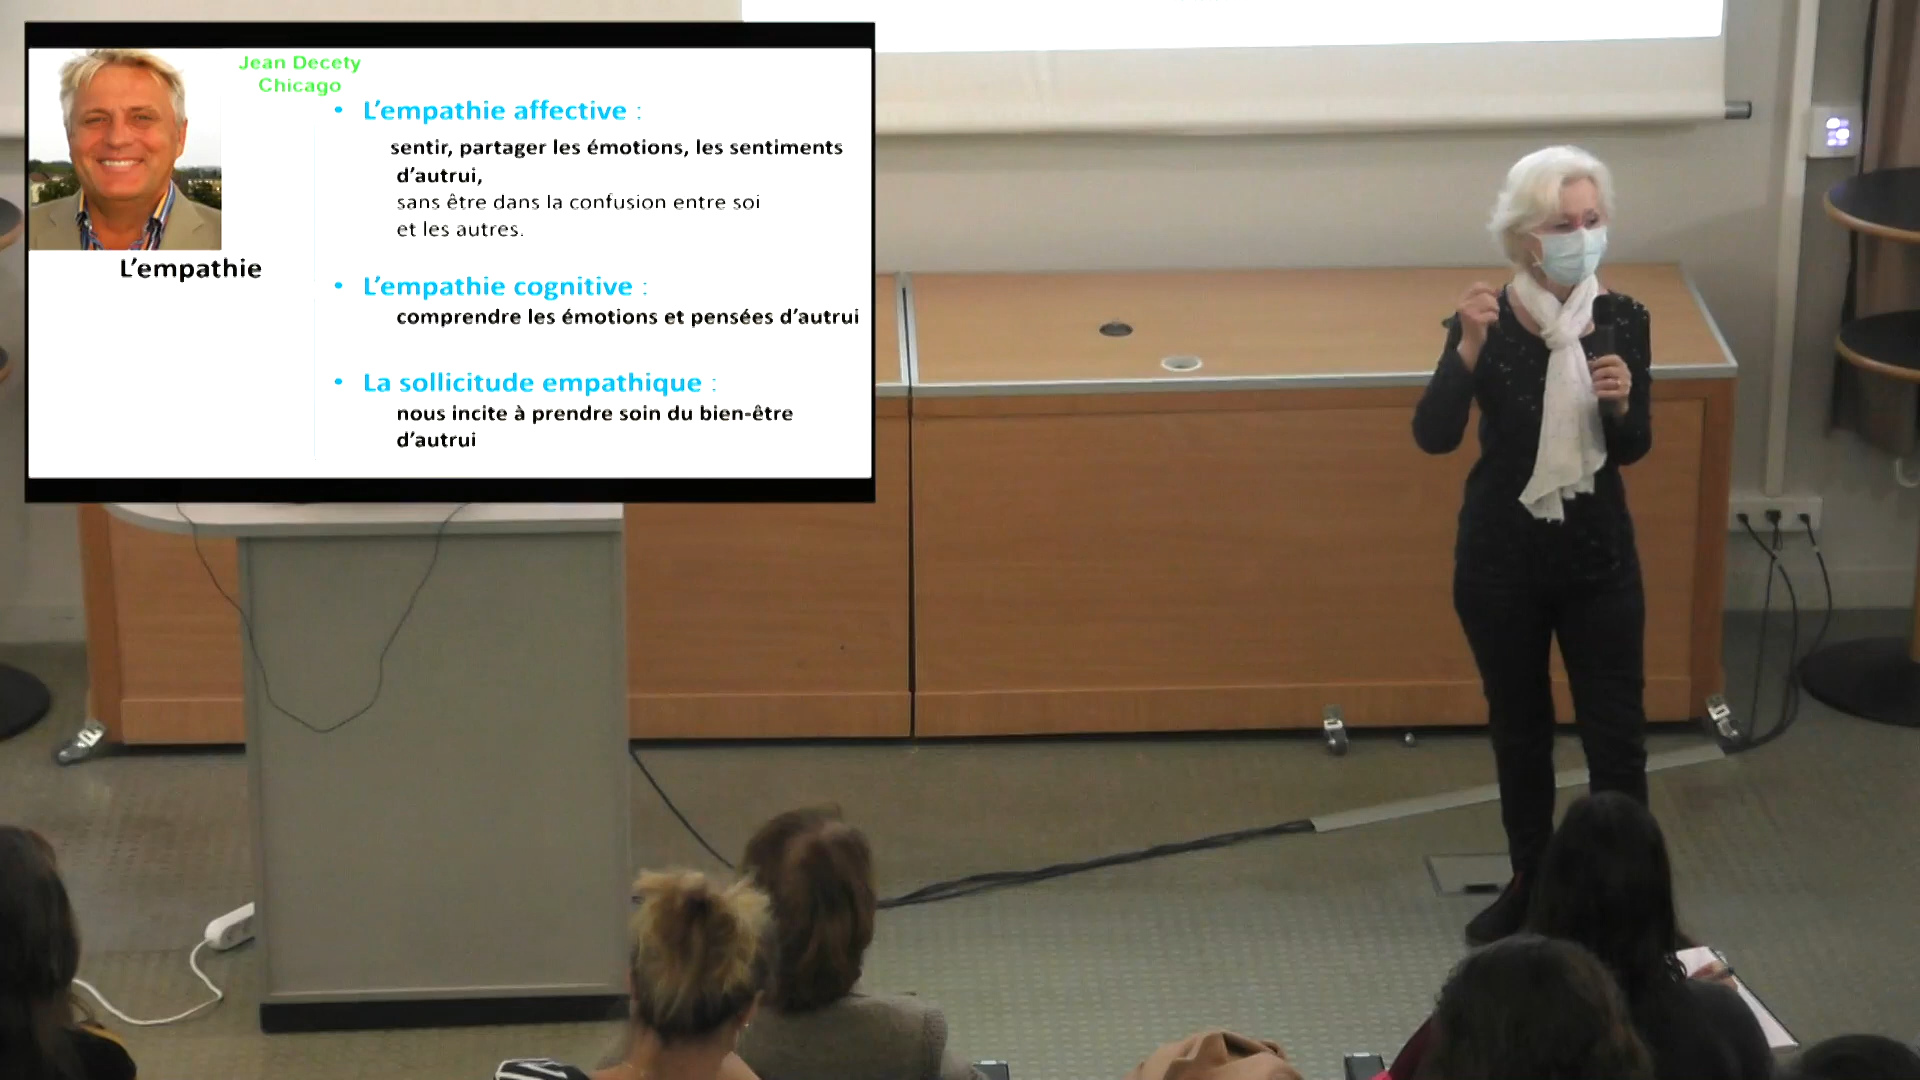 Jean Decety
Chicago
• L'empathie affective :
sentir, partager les émotions, les sentiments
d'autrui,
sans être dans la confusion entre soi
et les autres.
L'empathie
• L'empathie cognitive :
comprendre les émotions et pensées d'autrui
• La sollicitude empathique :
nous incite à prendre soin du bien-être
d'autrui